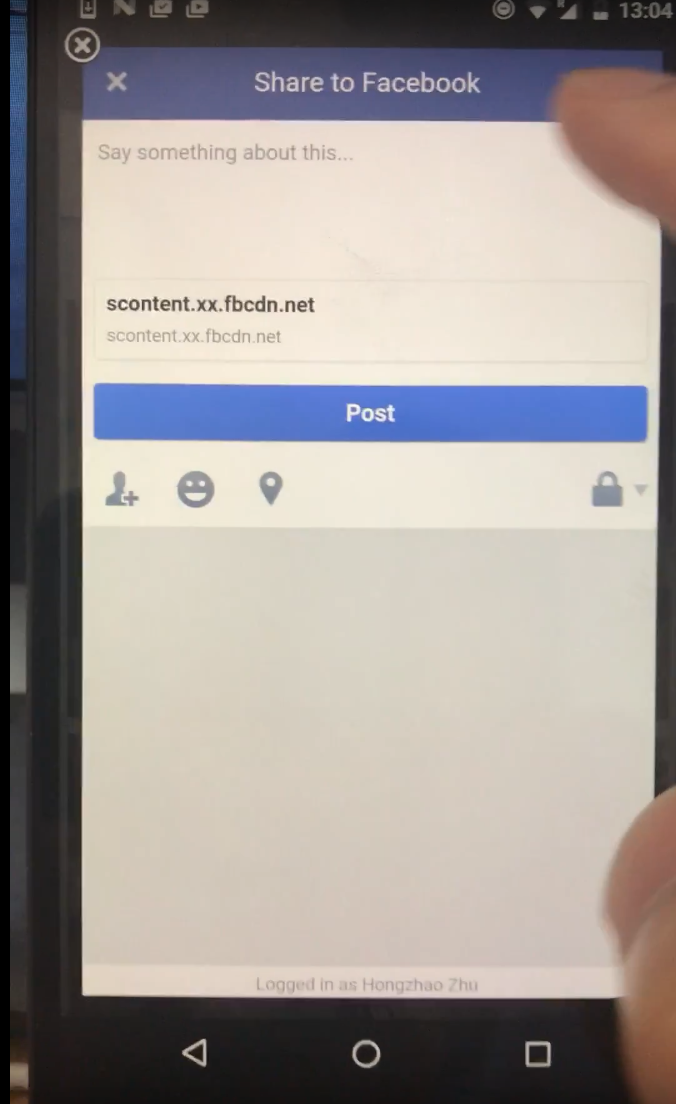 13:04
Share to Facebook
Say something about this...
scontent.xx.fbcdn.net
scontent.xx.fbcdn.net
Post
Logged in as Hongzhao Zhu